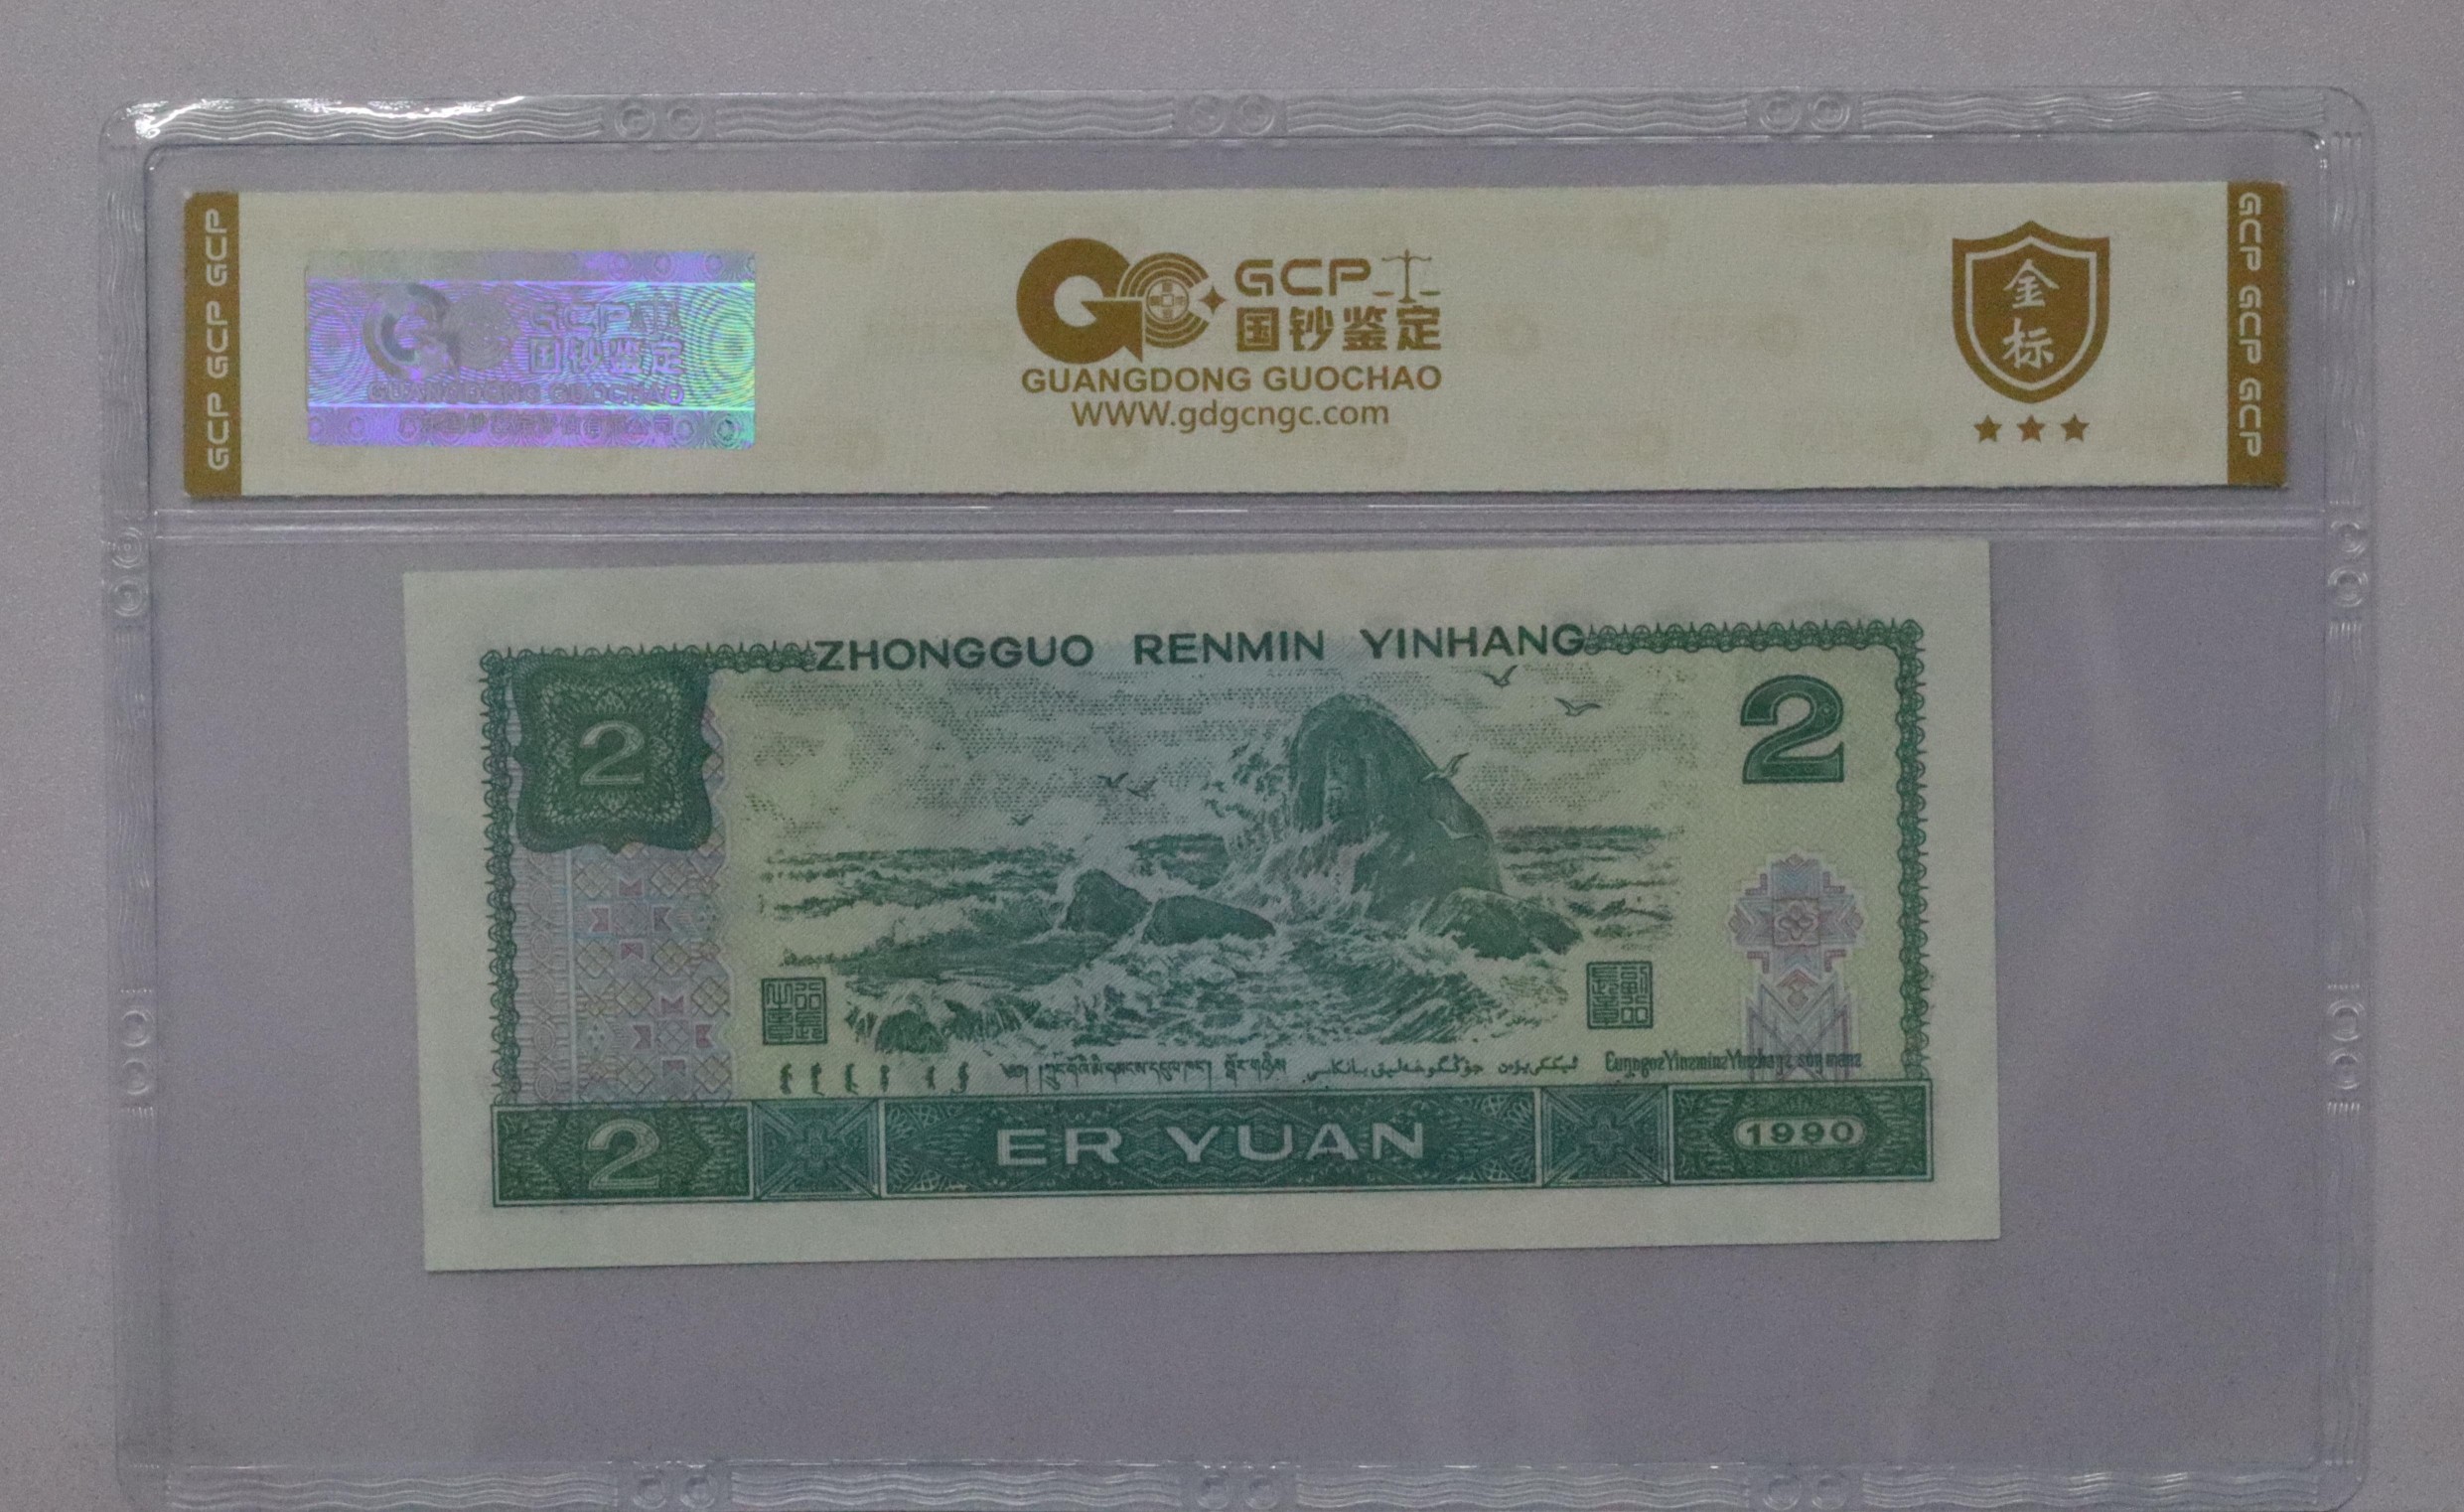 GCP GCP GCP
GCP
国钞鉴定
GUANGDONG GUOCHAO
GCP
国钞鉴定
GUANGDONG GUOCHAO
WWW.gdgcngc.com
金
标
GCP GCP GCP
ZHONGGUO RENMIN YINHANG
2
2
2
ER YUAN
1990